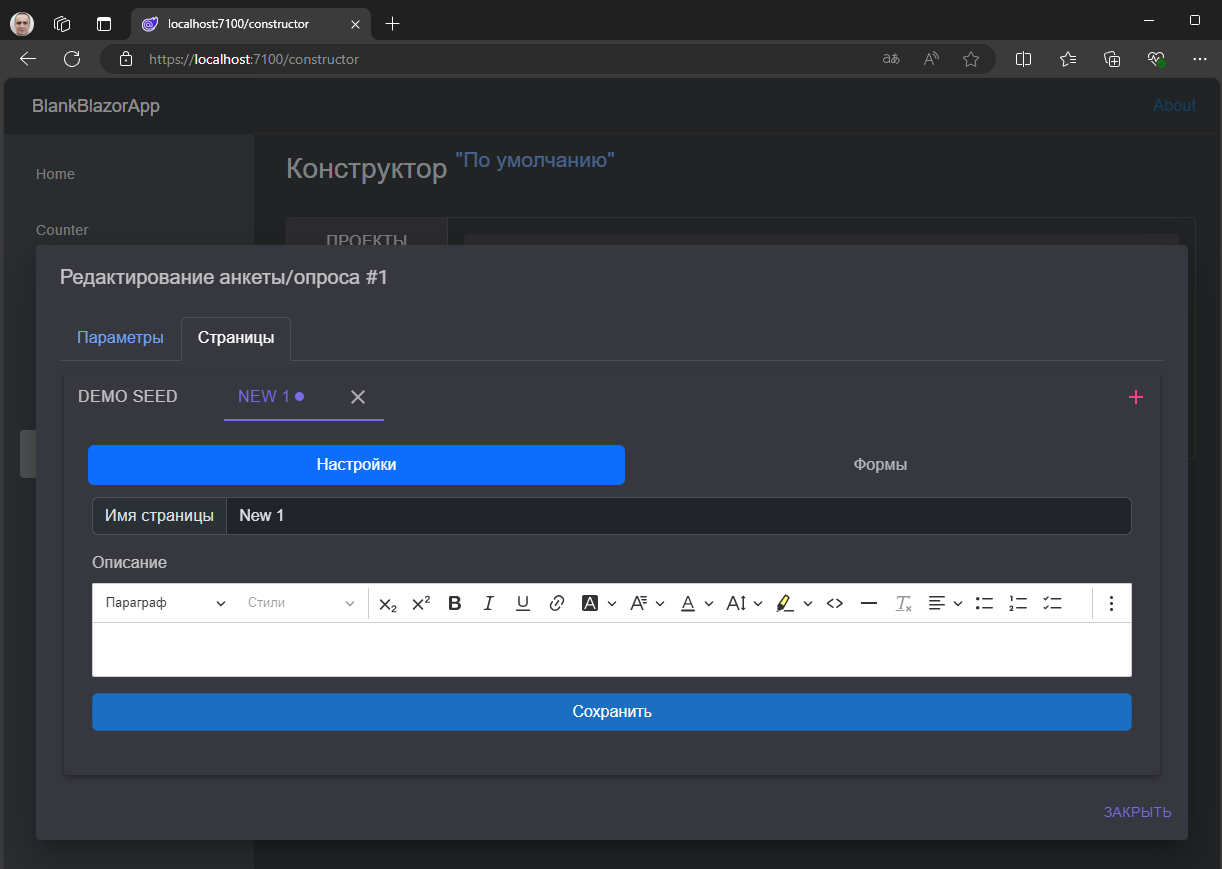 localhost:7100/constructor
https://localhost:7100/constructor
BlankBlazorApp
About
Home
Counter
Конструктор "По умолчанию"
ПРОЕКТЫ
Редактирование анкеты/опроса #1
Параметры Страницы
DEMO SEED NEW 1
Настройки Формы
Имя страницы New 1
Описание
Параграф Стили
Сохранить
ЗАКРЫТЬ